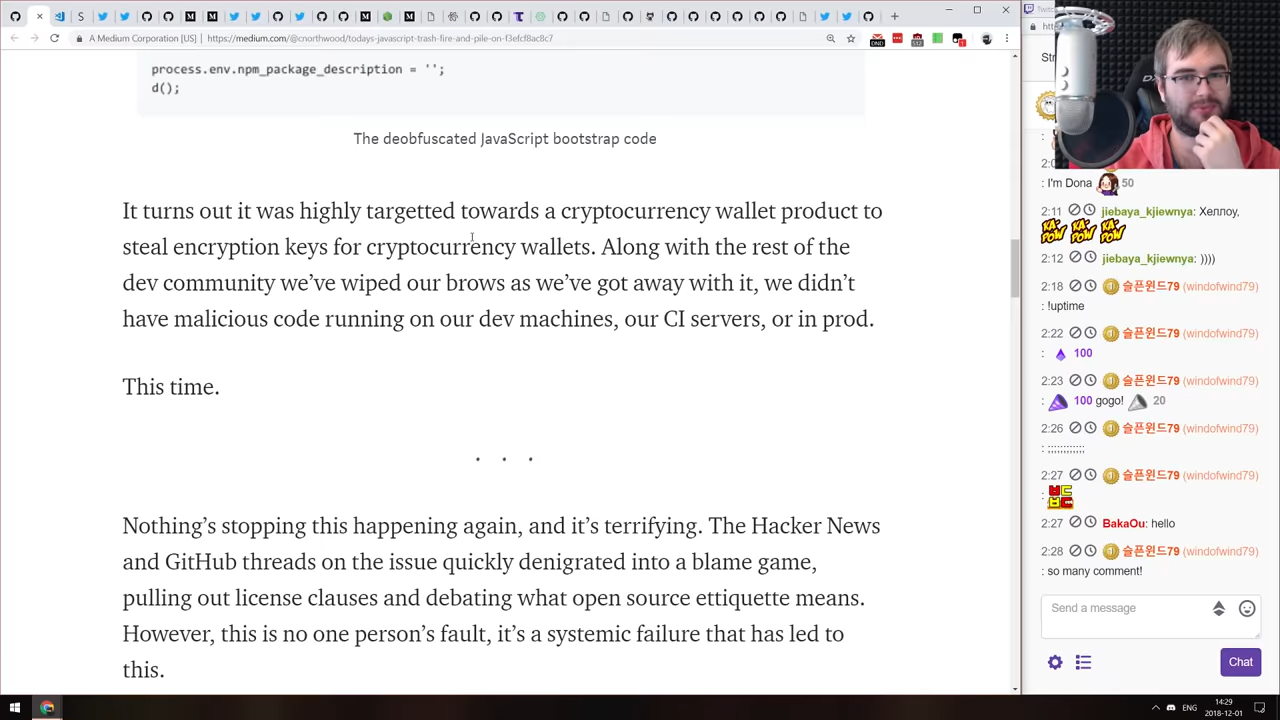 A Medium Corporation [US] | https://medium.com/@cnorthwood/todays-javascript-trash-fire-and-pile-on-f3efcf8ac8c7
process.env.npm_package_description = '';
d();
The deobfuscated JavaScript bootstrap code
It turns out it was highly targetted towards a cryptocurrency wallet product to
steal encryption keys for cryptocurrency wallets. Along with the rest of the
dev community we've wiped our brows as we've got away with it, we didn't
have malicious code running on our dev machines, our CI servers, or in prod.
This time.
. . .
Nothing's stopping this happening again, and it's terrifying. The Hacker News
and GitHub threads on the issue quickly denigrated into a blame game,
pulling out license clauses and debating what open source ettiquette means.
However, this is no one person's fault, it's a systemic failure that has led to
this.
: I'm Dona 50
2:11 jiebaya_kjiewnya: Хеллоу,
2:12 jiebaya_kjiewnya: ))))
2:18 슬픈윈드79 (windofwind79)
: !uptime
2:22 슬픈윈드79 (windofwind79)
: 100
2:23 슬픈윈드79 (windofwind79)
: 100 gogo! 20
2:26 슬픈윈드79 (windofwind79)
: ;;;;;;;;;;;;
2:27 슬픈윈드79 (windofwind79)
:
2:27 BakaOu: hello
2:28 슬픈윈드79 (windofwind79)
: so many comment!
Send a message
Chat
ENG
14:29
2018-12-01